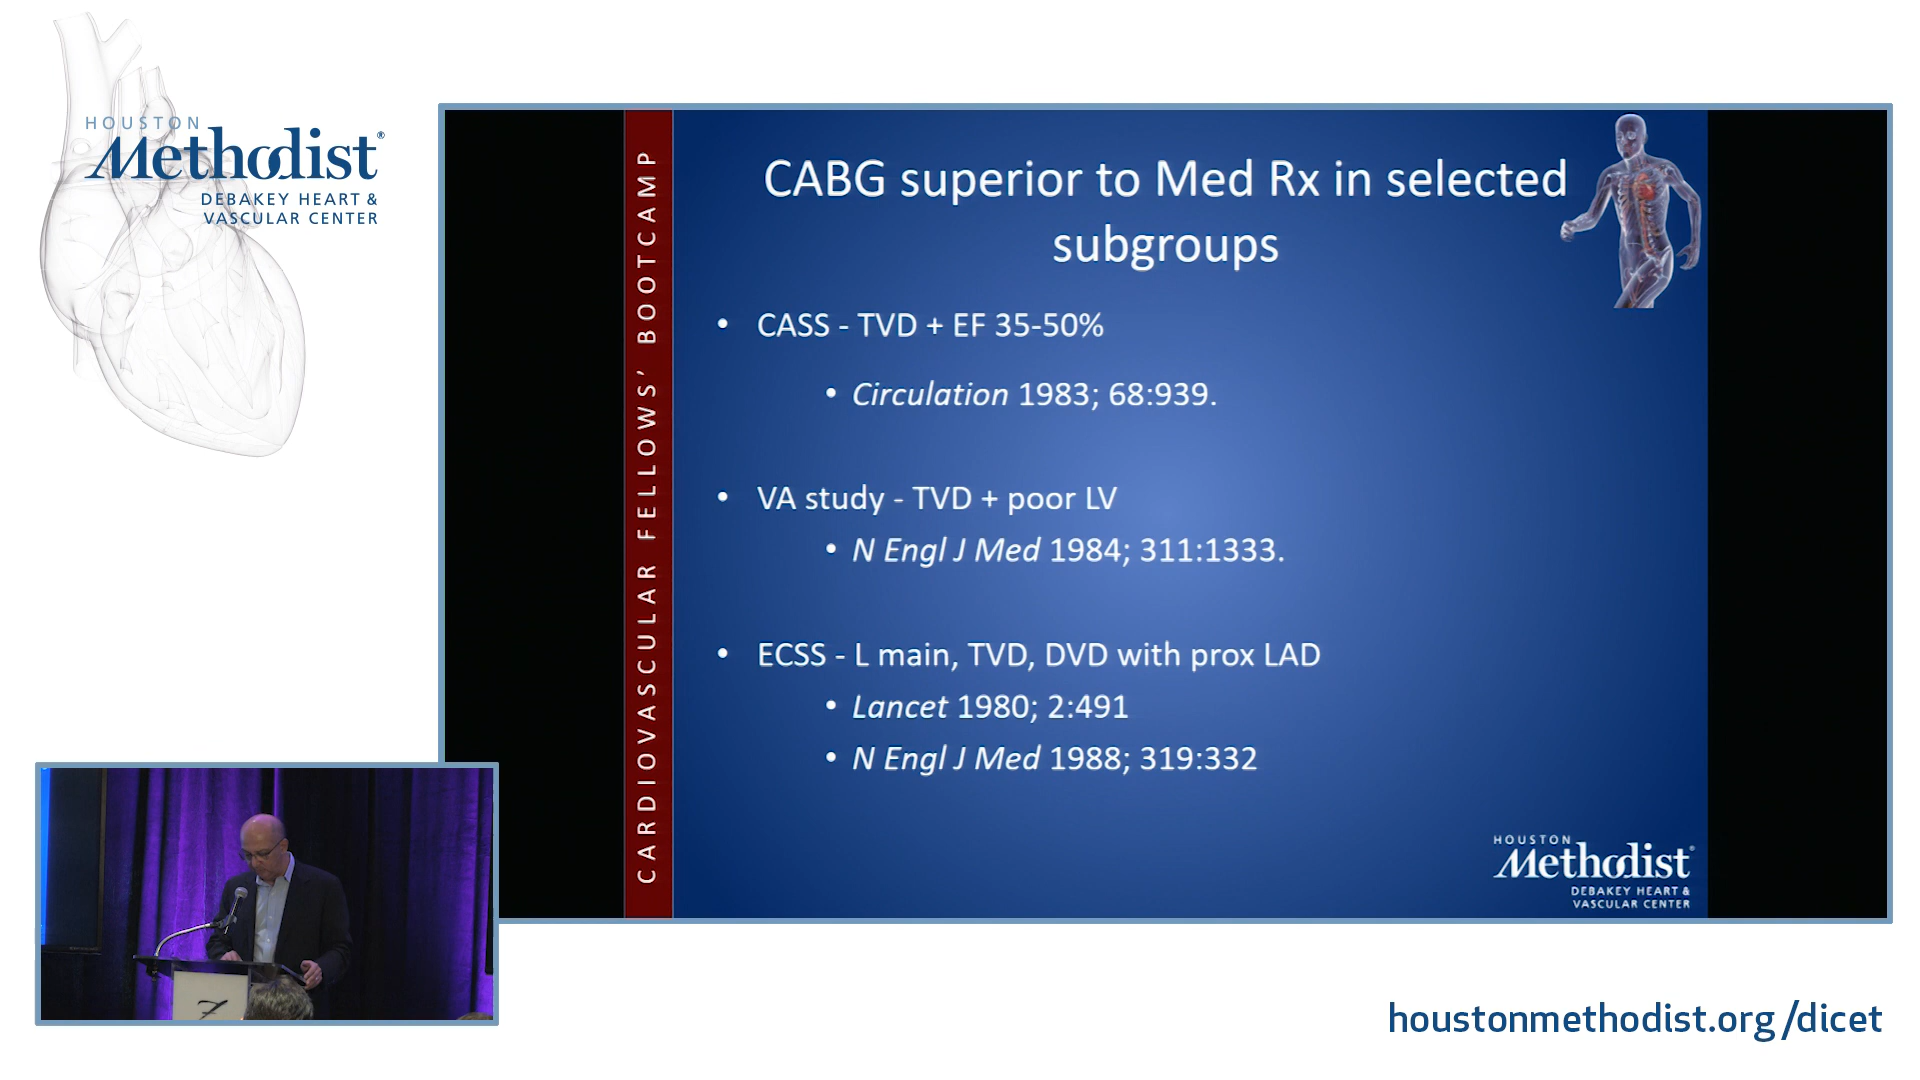 HOUSTON
Methodist®
DEBAKEY HEART &
VASCULAR CENTER
CARDIOVASCULAR FELLOWS' BOOTCAMP
CABG superior to Med Rx in selected
subgroups
• CASS - TVD + EF 35-50%
• Circulation 1983; 68:939.
• VA study - TVD + poor LV
• N Engl J Med 1984; 311:1333.
• ECSS - L main, TVD, DVD with prox LAD
• Lancet 1980; 2:491
• N Engl J Med 1988; 319:332
HOUSTON
Methodist®
DEBAKEY HEART &
VASCULAR CENTER
houstonmethodist.org/dicet